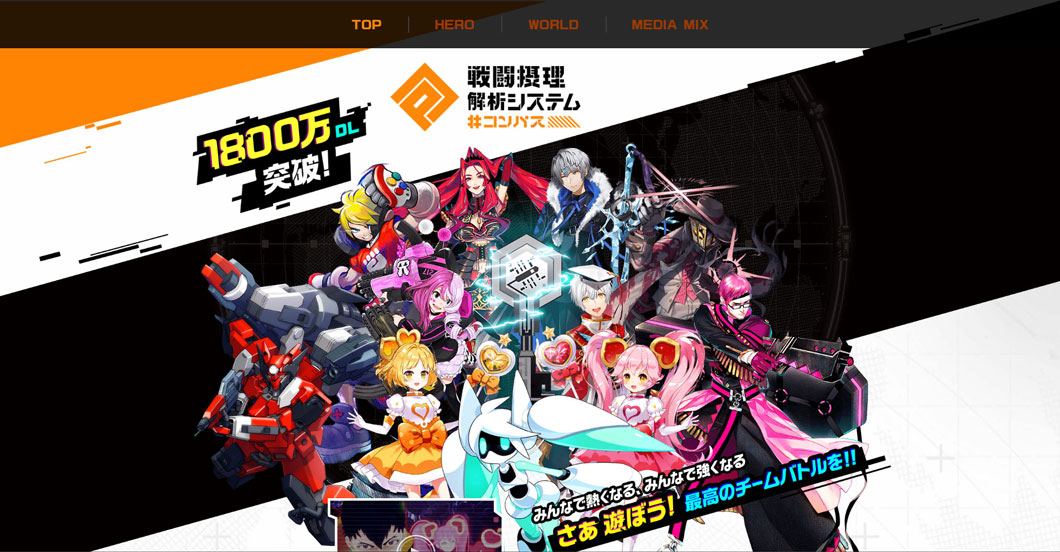 TOP
HERO
WORLD
MEDIA MIX
戦闘摂理
解析システム
#コンパス
1800万DL
突破!
みんなで熱くなる、みんなで強くなる
さあ 遊ぼう! 最高のチームバトルを!!